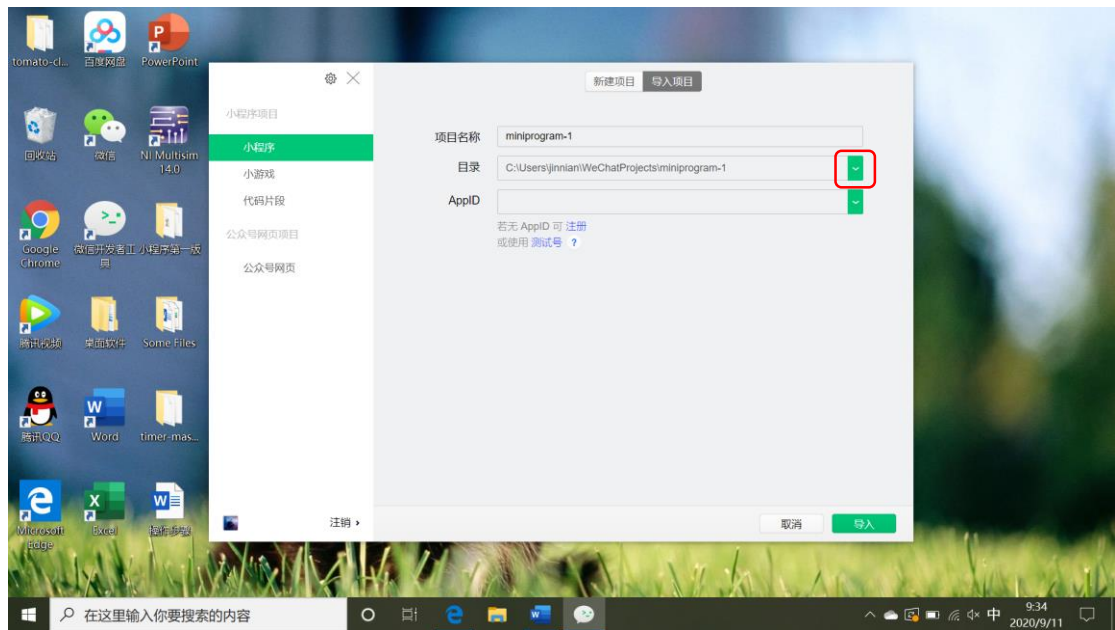 tomato-cl...
百度网盘
PowerPoint
回收站
微信
NI Multisim
14.0
Google
Chrome
微信开发者工
具
小程序第一版
腾讯视频
桌面软件
Some Files
腾讯QQ
Word
timer-mas...
Microsoft
Edge
Excel
新建项目 导入项目
小程序项目
小程序
小游戏
代码片段
公众号网页项目
公众号网页
注销 ›
项目名称 miniprogram-1
目录 C:\Users\jinnian\WeChatProjects\miniprogram-1
AppID
若无 AppID 可 注册
或使用 测试号 ?
取消 导入
在这里输入你要搜索的内容
中
9:34
2020/9/11